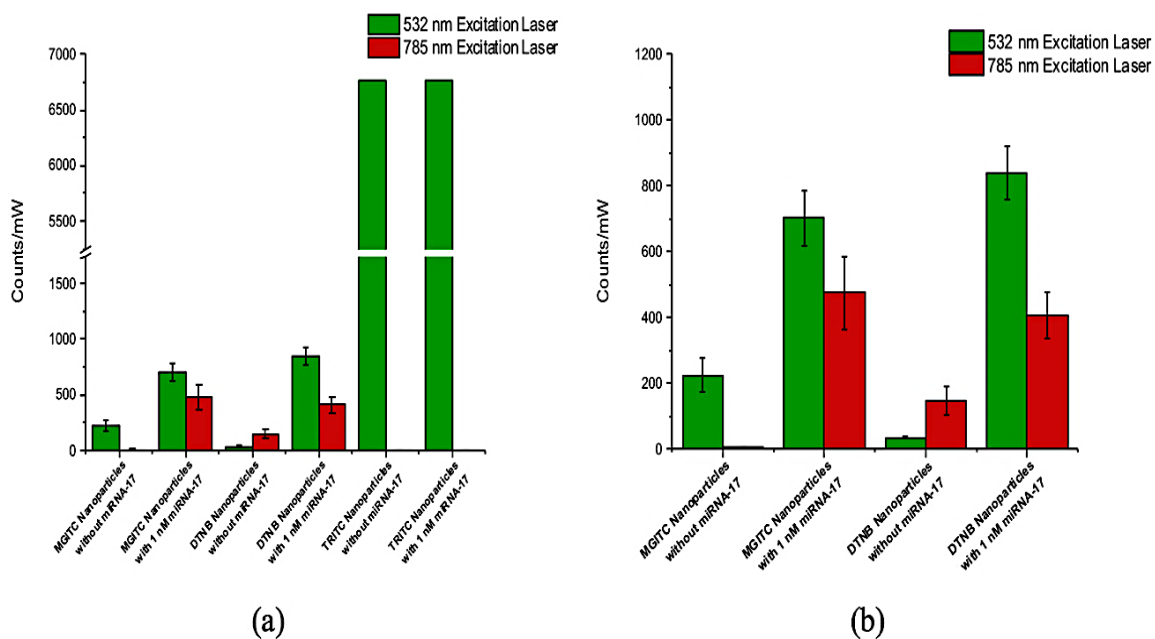 532 nm Excitation Laser
785 nm Excitation Laser
7000
6500
6000
5500
1500
1000
500
0
Counts/mW
MGITC Nanoparticles
without miRNA-17
MGITC Nanoparticles
with 1 nM miRNA-17
DTNB Nanoparticles
without miRNA-17
DTNB Nanoparticles
with 1 nM miRNA-17
TRITC Nanoparticles
without miRNA-17
TRITC Nanoparticles
with 1 nM miRNA-17
(a)
532 nm Excitation Laser
785 nm Excitation Laser
1200
1000
800
600
400
200
0
Counts/mW
MGITC Nanoparticles
without miRNA-17
MGITC Nanoparticles
with 1 nM miRNA-17
DTNB Nanoparticles
without miRNA-17
DTNB Nanoparticles
with 1 nM miRNA-17
(b)